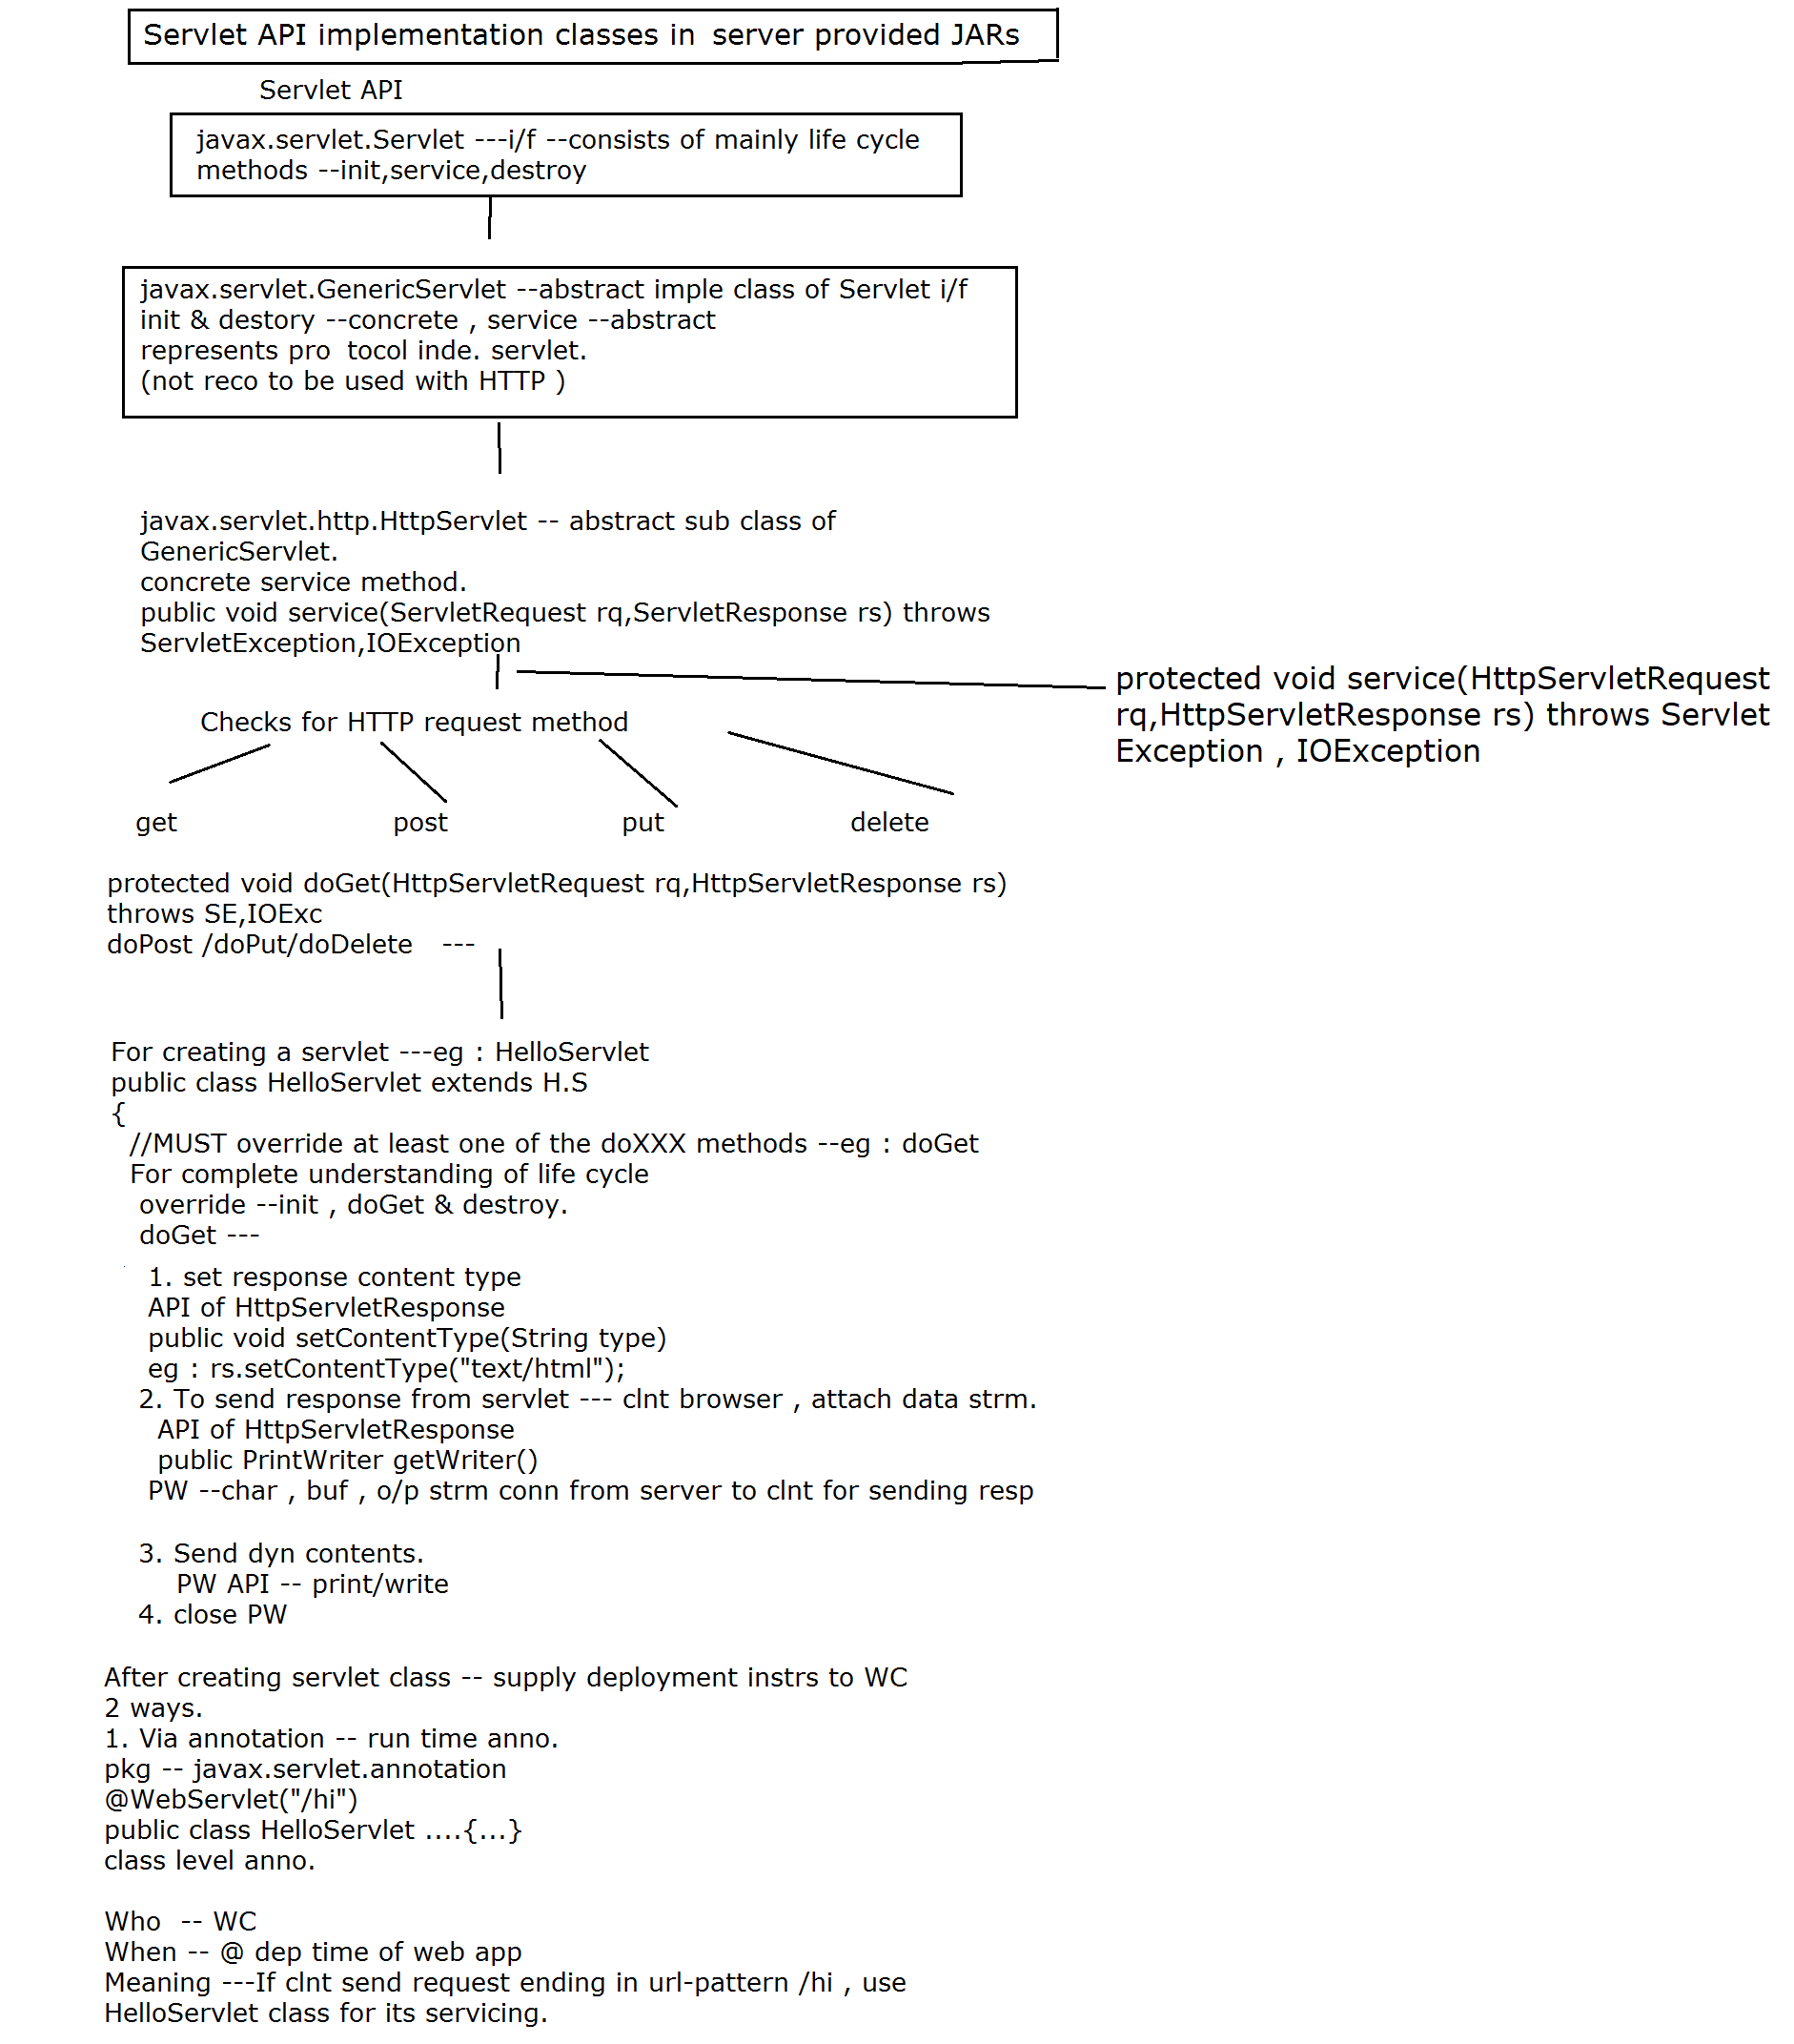 Servlet API implementation classes in server provided JARs
Servlet API
javax.servlet.Servlet ---i/f --consists of mainly life cycle
methods --init,service,destroy
javax.servlet.GenericServlet --abstract imple class of Servlet i/f
init & destory --concrete , service --abstract
represents pro tocol inde. servlet.
(not reco to be used with HTTP )
javax.servlet.http.HttpServlet -- abstract sub class of
GenericServlet.
concrete service method.
public void service(ServletRequest rq,ServletResponse rs) throws
ServletException,IOException
protected void service(HttpServletRequest
rq,HttpServletResponse rs) throws Servlet
Exception , IOException
Checks for HTTP request method
get post put delete
protected void doGet(HttpServletRequest rq,HttpServletResponse rs)
throws SE,IOExc
doPost /doPut/doDelete ---
For creating a servlet ---eg : HelloServlet
public class HelloServlet extends H.S
{
//MUST override at least one of the doXXX methods --eg : doGet
For complete understanding of life cycle
override --init , doGet & destroy.
doGet ---
1. set response content type
API of HttpServletResponse
public void setContentType(String type)
eg : rs.setContentType("text/html");
2. To send response from servlet --- clnt browser , attach data strm.
API of HttpServletResponse
public PrintWriter getWriter()
PW --char , buf , o/p strm conn from server to clnt for sending resp
3. Send dyn contents.
PW API -- print/write
4. close PW
After creating servlet class -- supply deployment instrs to WC
2 ways.
1. Via annotation -- run time anno.
pkg -- javax.servlet.annotation
@WebServlet("/hi")
public class HelloServlet ....{...}
class level anno.
Who -- WC
When -- @ dep time of web app
Meaning ---If clnt send request ending in url-pattern /hi , use
HelloServlet class for its servicing.